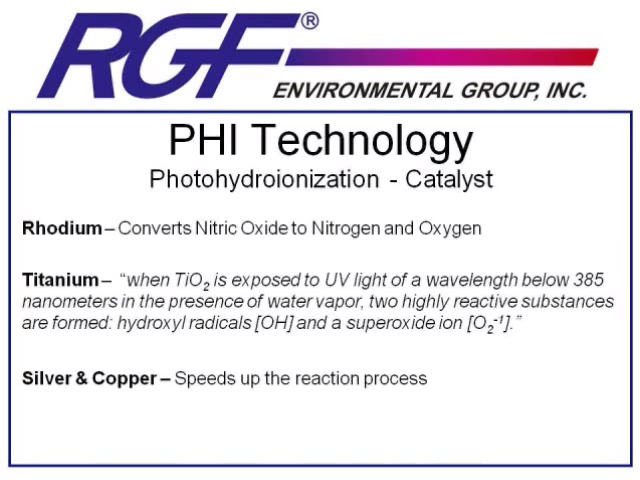 RGF®
ENVIRONMENTAL GROUP, INC.
PHI Technology
Photohydroionization - Catalyst
Rhodium – Converts Nitric Oxide to Nitrogen and Oxygen
Titanium – “when TiO₂ is exposed to UV light of a wavelength below 385
nanometers in the presence of water vapor, two highly reactive substances
are formed: hydroxyl radicals [OH] and a superoxide ion [O₂⁻¹].”
Silver & Copper – Speeds up the reaction process